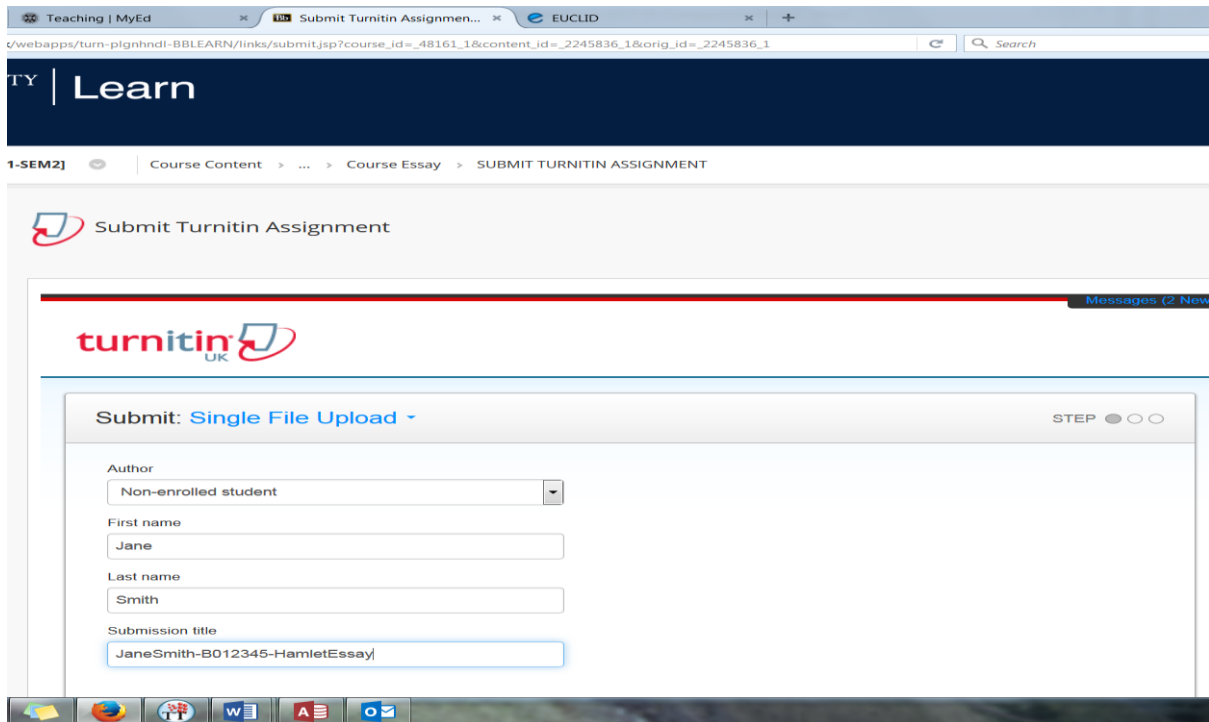 Teaching | MyEd × Bb Submit Turnitin Assignmen... × EUCLID × +
/webapps/turn-plgnhndl-BBLEARN/links/submit.jsp?course_id=_48161_1&content_id=_2245836_1&orig_id=_2245836_1 Search
TY | Learn
1-SEM2] Course Content > ... > Course Essay > SUBMIT TURNITIN ASSIGNMENT
Submit Turnitin Assignment
Messages (2 New
turnitin
UK
Submit: Single File Upload STEP
Author
Non-enrolled student
First name
Jane
Last name
Smith
Submission title
JaneSmith-B012345-HamletEssay